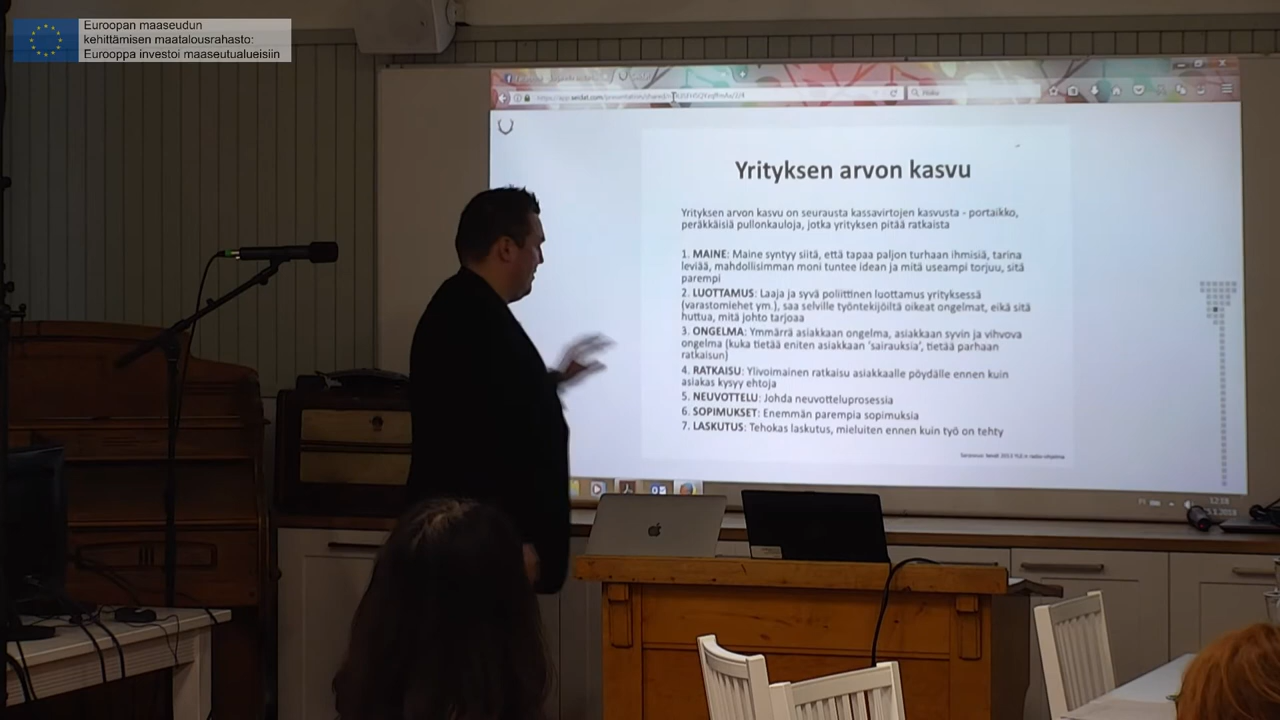 Euroopan maaseudun
kehittämisen maatalousrahasto:
Eurooppa investoi maaseutualueisiin
Haku
Yrityksen arvon kasvu
Yrityksen arvon kasvu on seurausta kassavirtojen kasvusta - portaikko,
peräkkäisiä pullonkauloja, jotka yrityksen pitää ratkaista
1. MAINE: Maine syntyy siitä, että tapaa paljon turhaan ihmisiä, tarina
leviää, mahdollisimman moni tuntee idean ja mitä useampi torjuu, sitä
parempi
2. LUOTTAMUS: Laaja ja syvä poliittinen luottamus yrityksessä
(varastomiehet ym.), saa selville työntekijöiltä oikeat ongelmat, eikä sitä
huttua, mitä johto tarjoaa
3. ONGELMA: Ymmärrä asiakkaan ongelma, asiakkaan syvin ja vihvova
ongelma (kuka tietää eniten asiakkaan 'sairauksia', tietää parhaan
ratkaisun)
4. RATKAISU: Ylivoimainen ratkaisu asiakkaalle pöydälle ennen kuin
asiakas kysyy ehtoja
5. NEUVOTTELU: Johda neuvotteluprosessia
6. SOPIMUKSET: Enemmän parempia sopimuksia
7. LASKUTUS: Tehokas laskutus, mieluiten ennen kuin työ on tehty
12:18